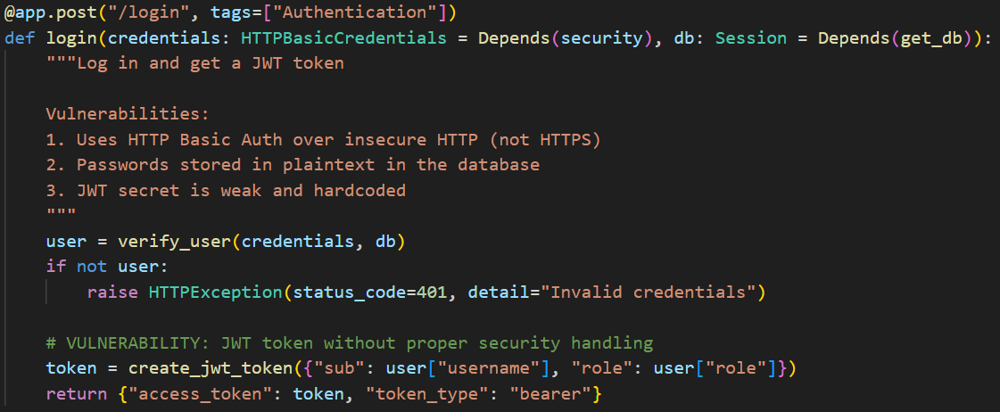 @app.post("/login", tags=["Authentication"])
def login(credentials: HTTPBasicCredentials = Depends(security), db: Session = Depends(get_db)):
    """Log in and get a JWT token

    Vulnerabilities:
    1. Uses HTTP Basic Auth over insecure HTTP (not HTTPS)
    2. Passwords stored in plaintext in the database
    3. JWT secret is weak and hardcoded
    """
    user = verify_user(credentials, db)
    if not user:
        raise HTTPException(status_code=401, detail="Invalid credentials")

    # VULNERABILITY: JWT token without proper security handling
    token = create_jwt_token({"sub": user["username"], "role": user["role"]})
    return {"access_token": token, "token_type": "bearer"}